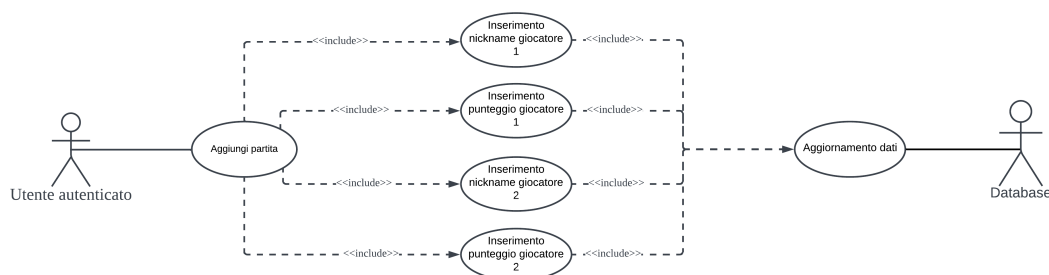 Inserimento
nickname giocatore
1
<<include>>
<<include>>
Inserimento
punteggio giocatore
1
<<include>>
<<include>>
Utente autenticato
Aggiungi partita
Aggiornamento dati
Database
Inserimento
nickname giocatore
2
<<include>>
<<include>>
Inserimento
punteggio giocatore
2
<<include>>
<<include>>